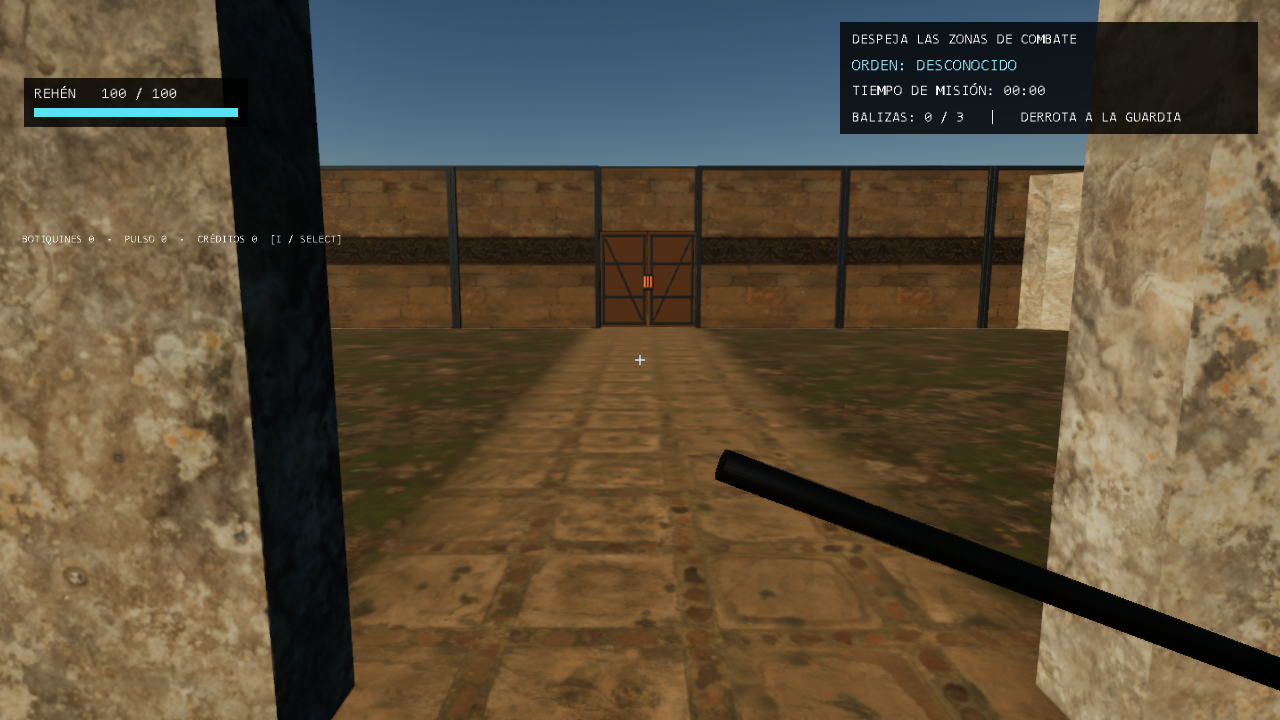 DESPEJA LAS ZONAS DE COMBATE
ORDEN: DESCONOCIDO
TIEMPO DE MISIÓN: 00:00
BALIZAS: 0 / 3 | DERROTA A LA GUARDIA
REHÉN 100 / 100
BOTIQUINES 0 - PULSO 0 - CRÉDITOS 0 [I / SELECT]